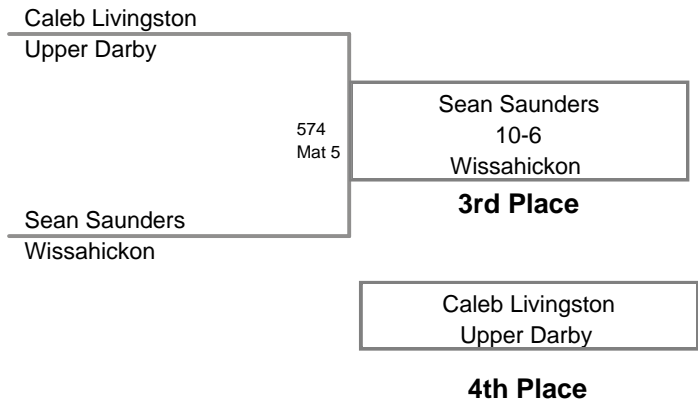 Caleb Livingston
Upper Darby
574
Mat 5
Sean Saunders
10-6
Wissahickon
3rd Place
Sean Saunders
Wissahickon
Caleb Livingston
Upper Darby
4th Place